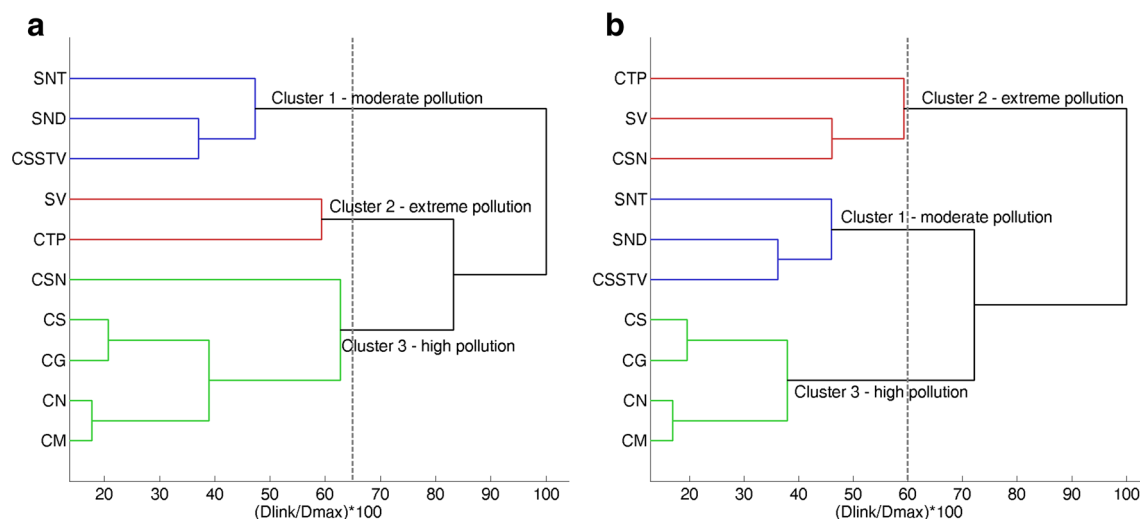 a
SNT
SND
CSSTV
SV
CTP
CSN
CS
CG
CN
CM
Cluster 1 - moderate pollution
Cluster 2 - extreme pollution
Cluster 3 - high pollution
20 30 40 50 60 70 80 90 100
(Dlink/Dmax)*100
b
CTP
SV
CSN
SNT
SND
CSSTV
CS
CG
CN
CM
Cluster 2 - extreme pollution
Cluster 1 - moderate pollution
Cluster 3 - high pollution
20 30 40 50 60 70 80 90 100
(Dlink/Dmax)*100